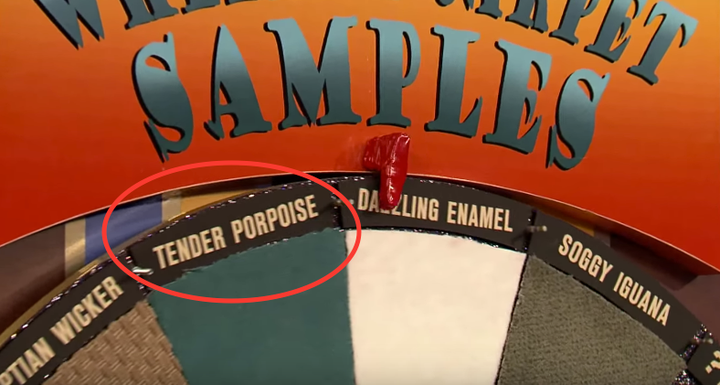 SAMPLES
TENDER PORPOISE
DAZZLING ENAMEL
SOGGY IGUANA
WICKER